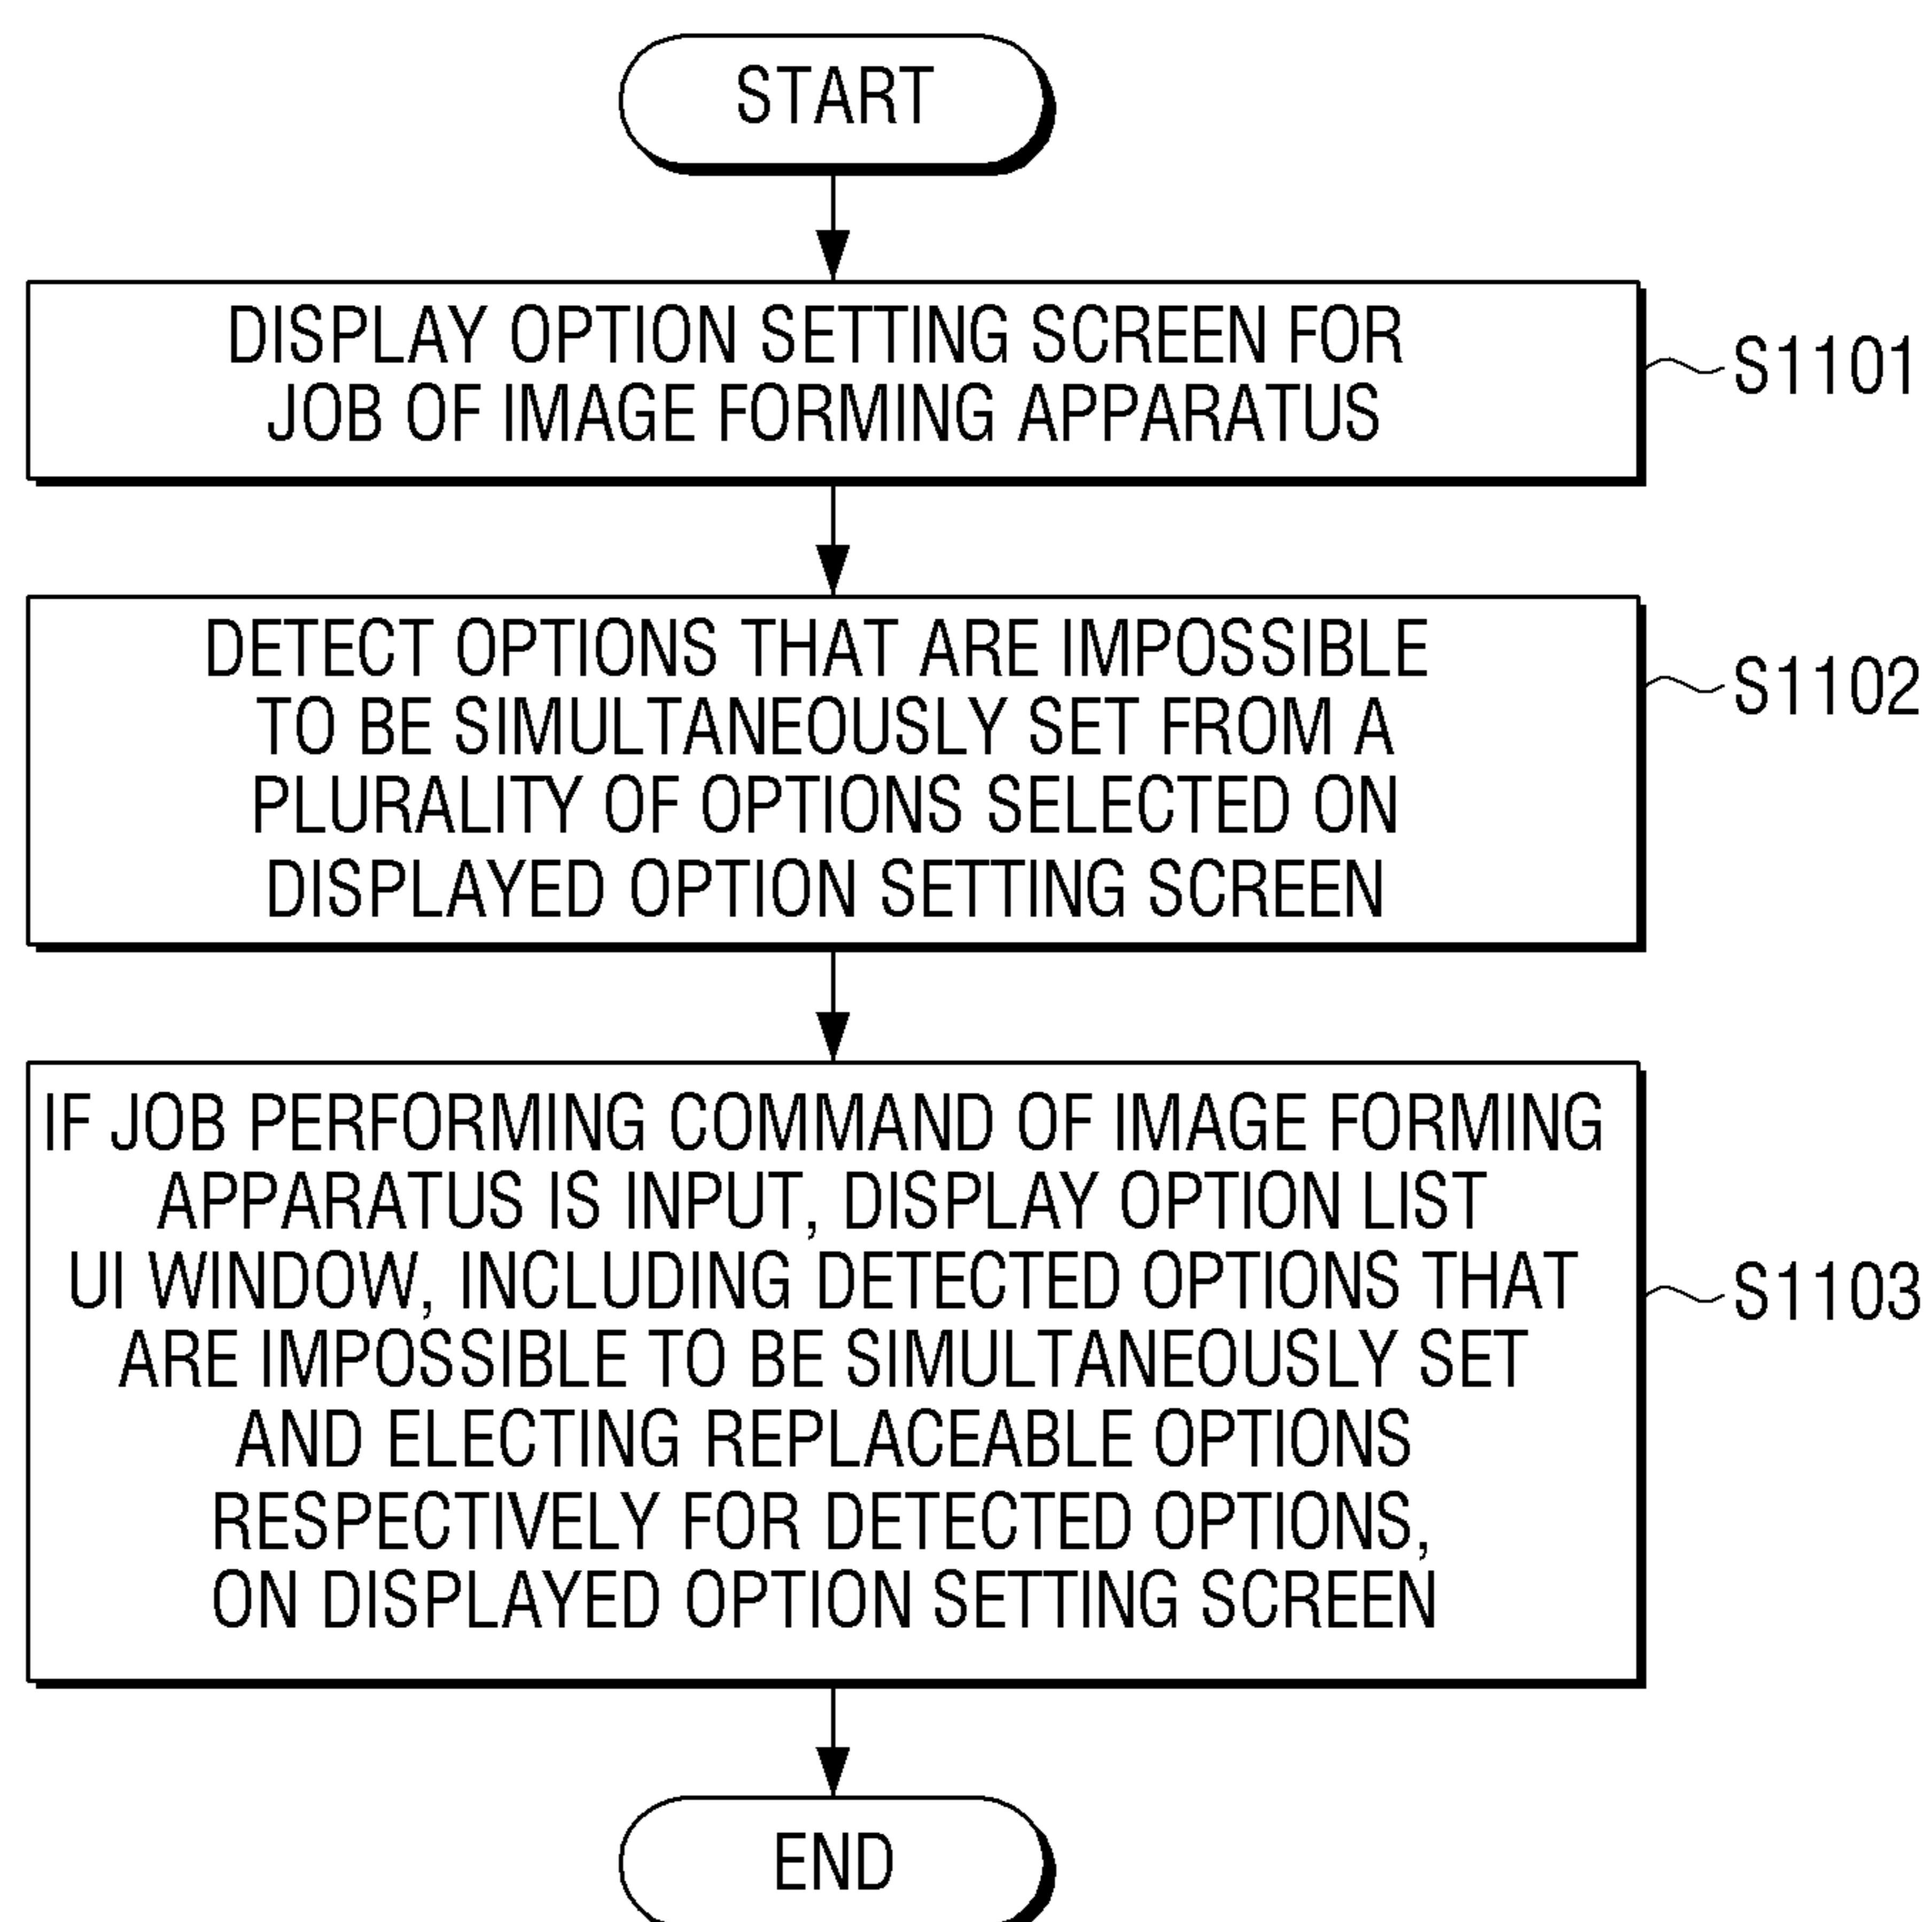 START
DISPLAY OPTION SETTING SCREEN FOR
JOB OF IMAGE FORMING APPARATUS
S1101
DETECT OPTIONS THAT ARE IMPOSSIBLE
TO BE SIMULTANEOUSLY SET FROM A
PLURALITY OF OPTIONS SELECTED ON
DISPLAYED OPTION SETTING SCREEN
S1102
IF JOB PERFORMING COMMAND OF IMAGE FORMING
APPARATUS IS INPUT, DISPLAY OPTION LIST
UI WINDOW, INCLUDING DETECTED OPTIONS THAT
ARE IMPOSSIBLE TO BE SIMULTANEOUSLY SET
AND ELECTING REPLACEABLE OPTIONS
RESPECTIVELY FOR DETECTED OPTIONS,
ON DISPLAYED OPTION SETTING SCREEN
S1103
END